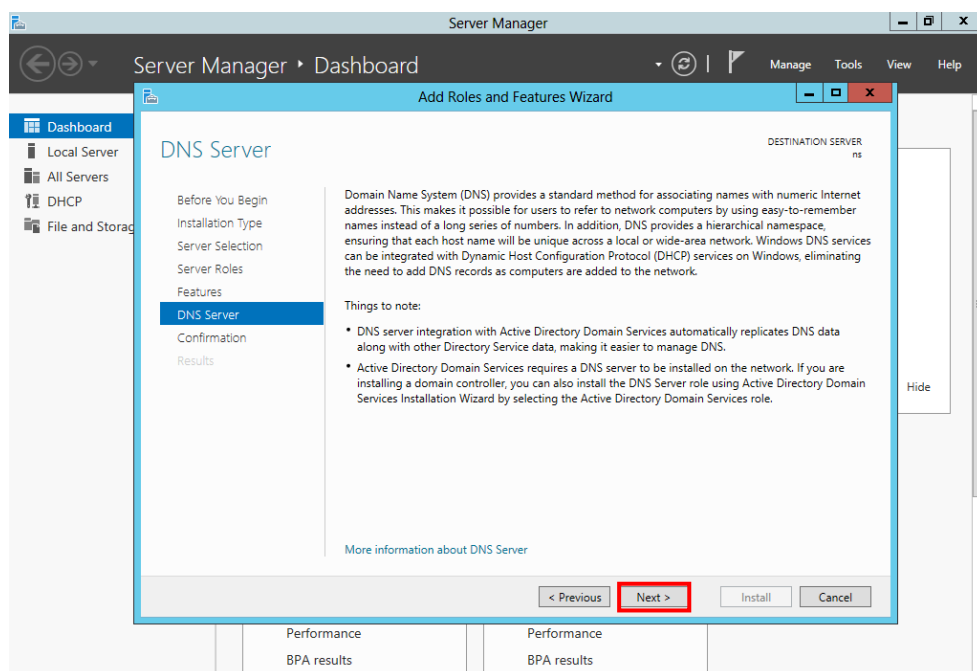 Server Manager
Server Manager • Dashboard
Manage Tools View Help
Add Roles and Features Wizard
Dashboard
Local Server
All Servers
DHCP
File and Storag
DNS Server
DESTINATION SERVER
ns
Before You Begin
Installation Type
Server Selection
Server Roles
Features
DNS Server
Confirmation
Results
Domain Name System (DNS) provides a standard method for associating names with numeric Internet
addresses. This makes it possible for users to refer to network computers by using easy-to-remember
names instead of a long series of numbers. In addition, DNS provides a hierarchical namespace,
ensuring that each host name will be unique across a local or wide-area network. Windows DNS services
can be integrated with Dynamic Host Configuration Protocol (DHCP) services on Windows, eliminating
the need to add DNS records as computers are added to the network.
Things to note:
• DNS server integration with Active Directory Domain Services automatically replicates DNS data
along with other Directory Service data, making it easier to manage DNS.
• Active Directory Domain Services requires a DNS server to be installed on the network. If you are
installing a domain controller, you can also install the DNS Server role using Active Directory Domain
Services Installation Wizard by selecting the Active Directory Domain Services role.
More information about DNS Server
Hide
< Previous Next > Install Cancel
Performance Performance
BPA results BPA results